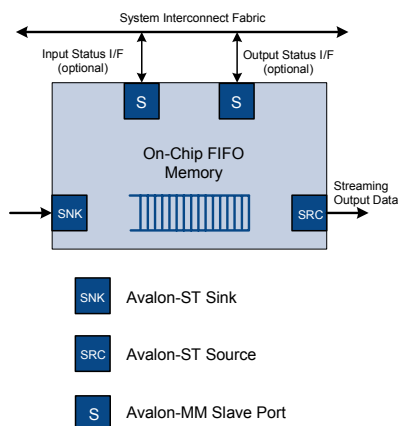 System Interconnect Fabric
Input Status I/F
(optional)
Output Status I/F
(optional)
S
S
On-Chip FIFO
Memory
SNK
SRC
Streaming
Output Data
SNK
Avalon-ST Sink
SRC
Avalon-ST Source
S
Avalon-MM Slave Port